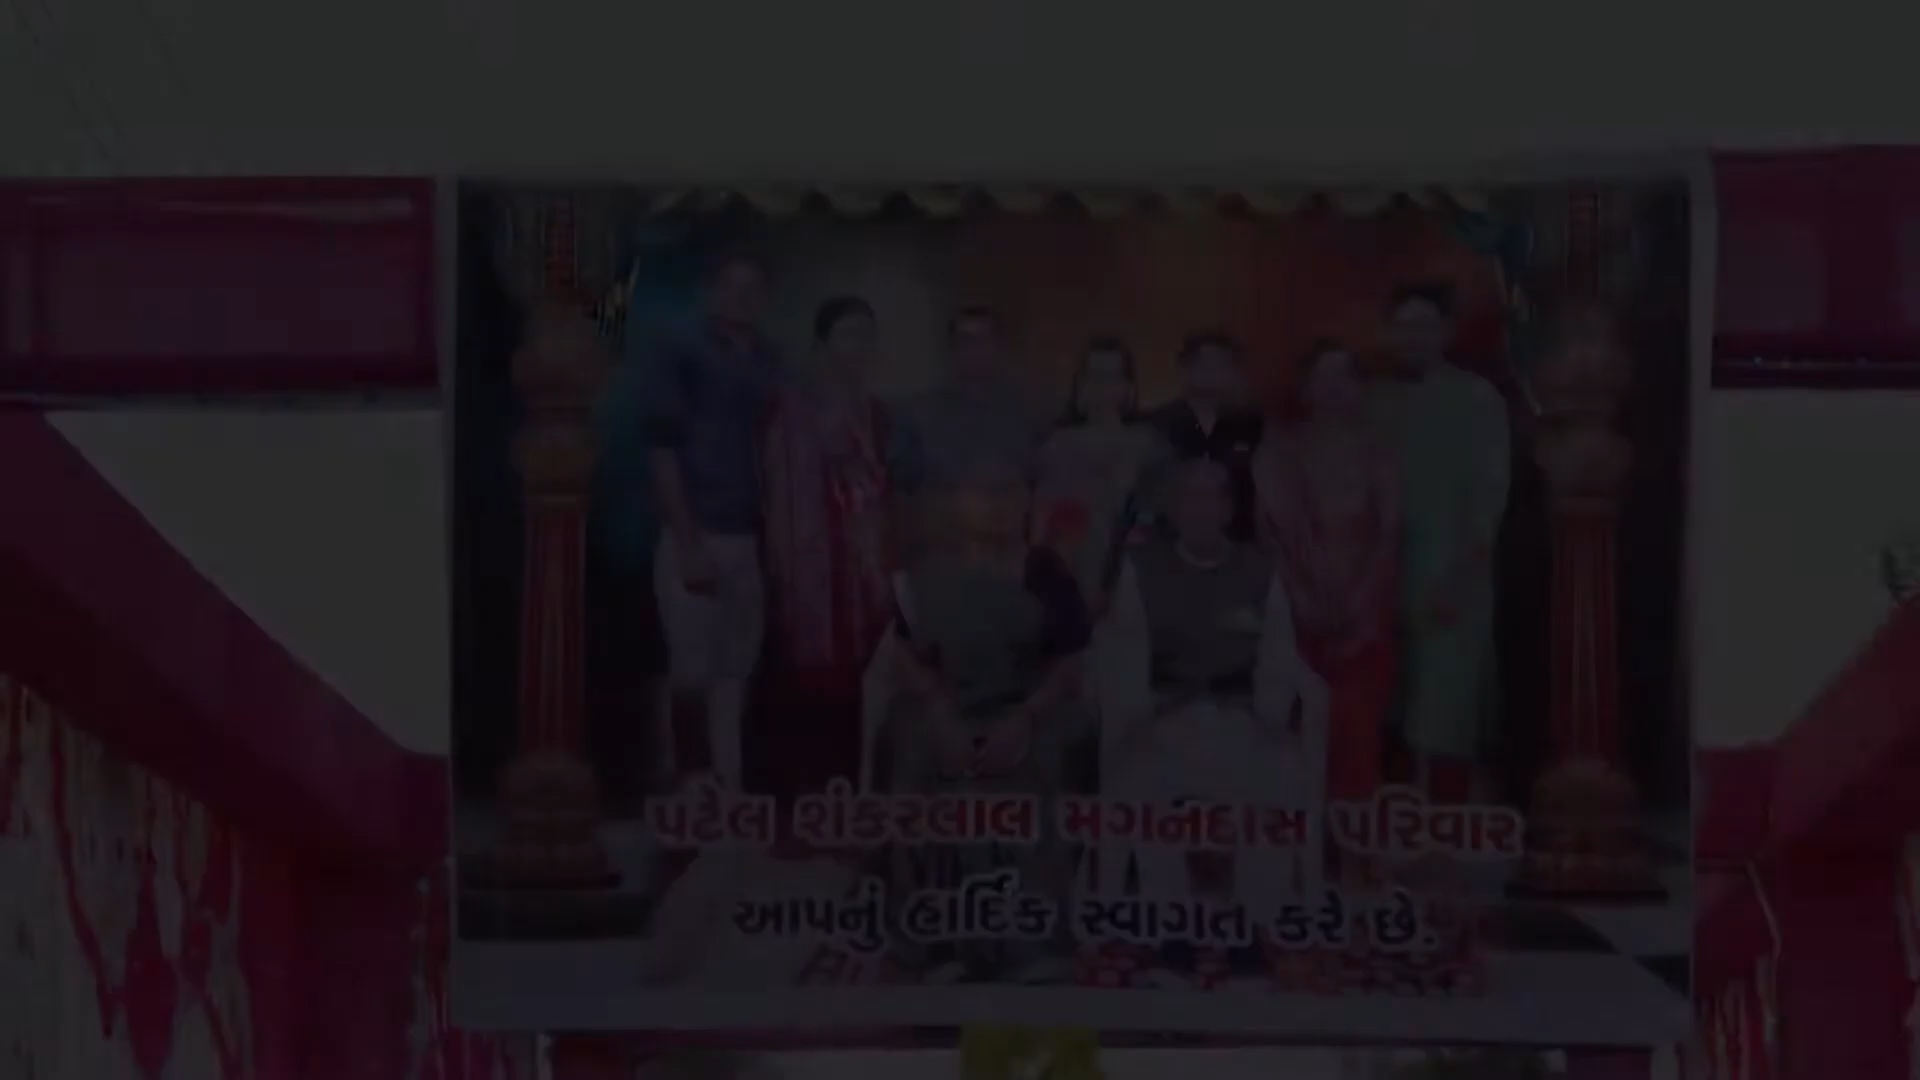 પટેલ શંકરલાલ મગનદાસ પરિવાર
આપનું હાર્દિક સ્વાગત કરે છે.